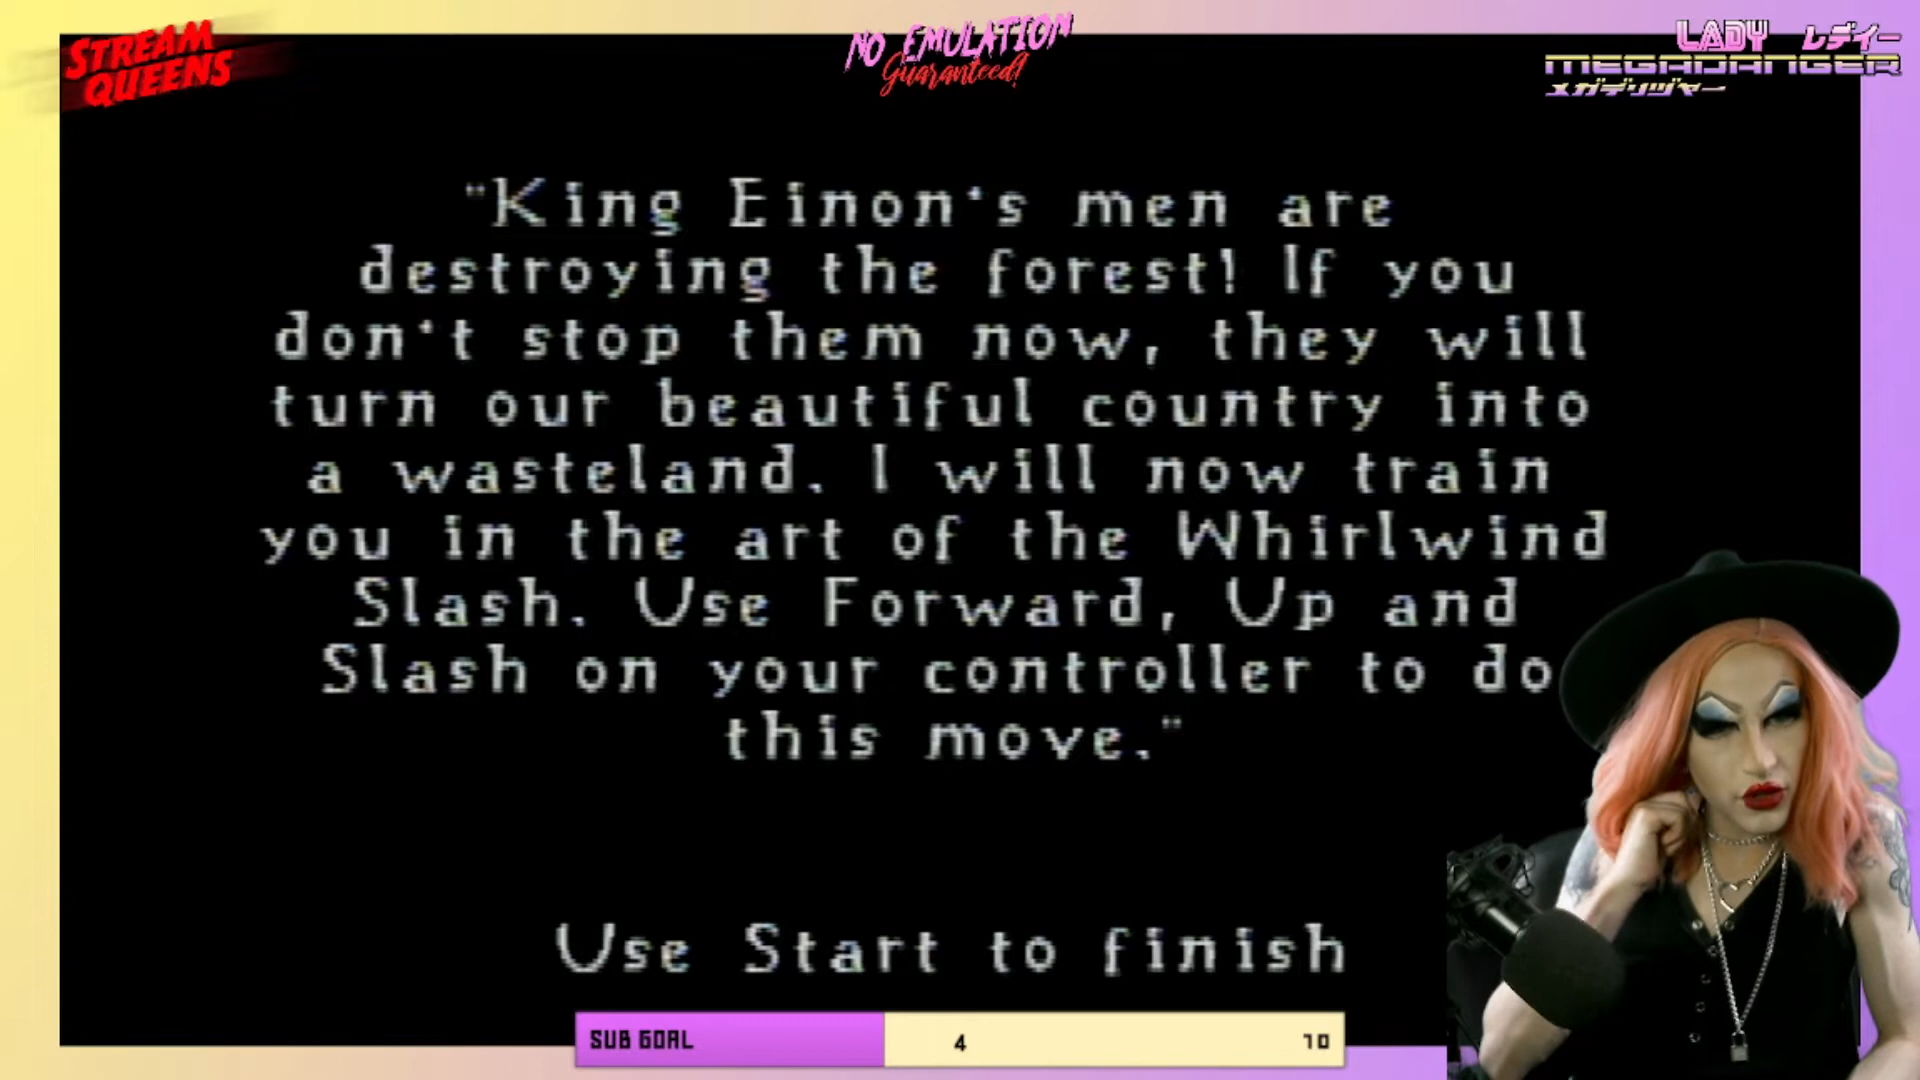 STREAM
QUEENS
NO EMULATION
Guaranteed!
LADY レディー
MEGADANGER
メガデンジャー
"King Einon's men are
destroying the forest! If you
don't stop them now, they will
turn our beautiful country into
a wasteland. I will now train
you in the art of the Whirlwind
Slash. Use Forward, Up and
Slash on your controller to do
this move."
Use Start to finish
SUB GOAL 4 10